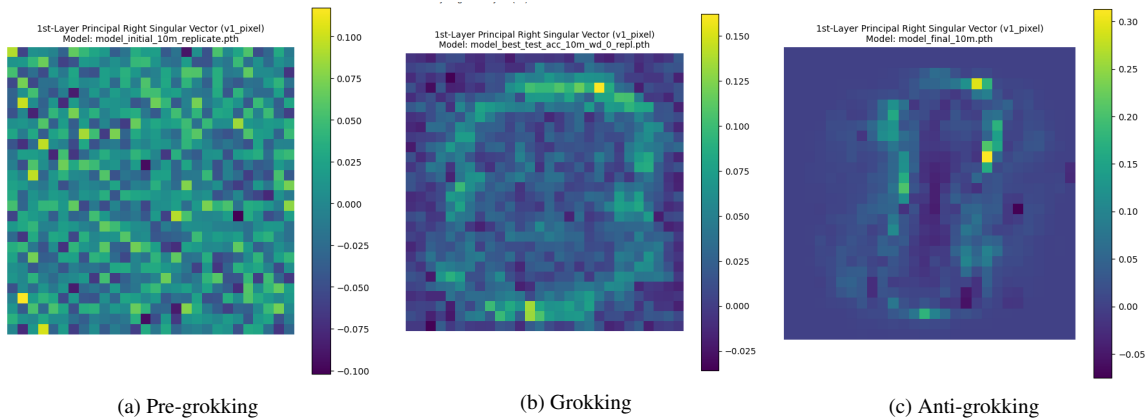 1st-Layer Principal Right Singular Vector (v1_pixel)
Model: model_initial_10m_replicate.pth
0.100
0.075
0.050
0.025
0.000
−0.025
−0.050
−0.075
−0.100
(a) Pre-grokking
1st-Layer Principal Right Singular Vector (v1_pixel)
Model: model_best_test_acc_10m_wd_0_repl.pth
0.150
0.125
0.100
0.075
0.050
0.025
0.000
−0.025
(b) Grokking
1st-Layer Principal Right Singular Vector (v1_pixel)
Model: model_final_10m.pth
0.30
0.25
0.20
0.15
0.10
0.05
0.00
−0.05
(c) Anti-grokking